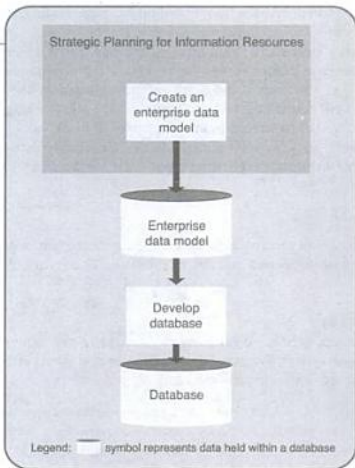 Strategic Planning for Information Resources
Create an
enterprise data
model
Enterprise
data model
Develop
database
Database
Legend: symbol represents data held within a database